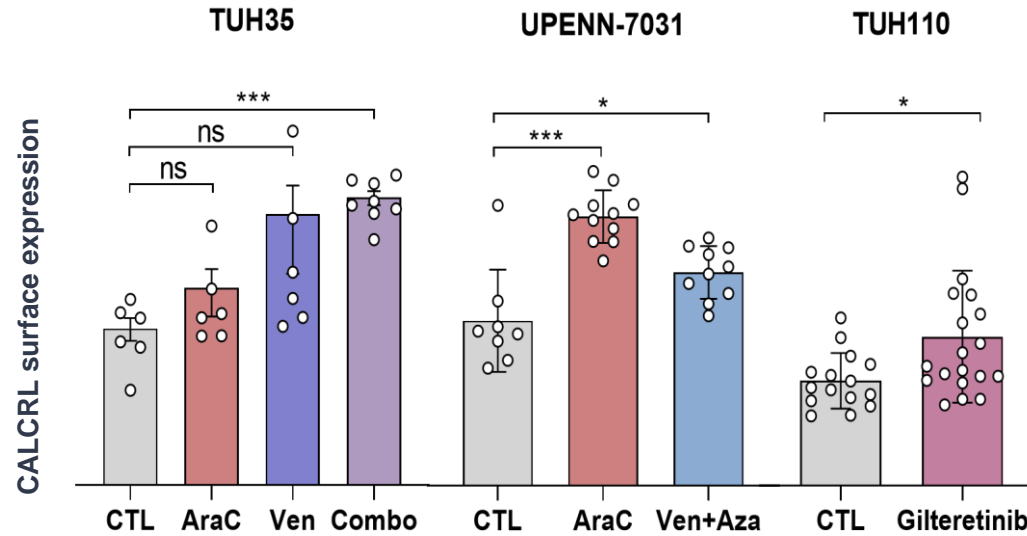 TUH35 UPENN-7031 TUH110
*** * *
ns ***
ns
CALCRL surface expression
CTL AraC Ven Combo CTL AraC Ven+Aza CTL Gilteretinib